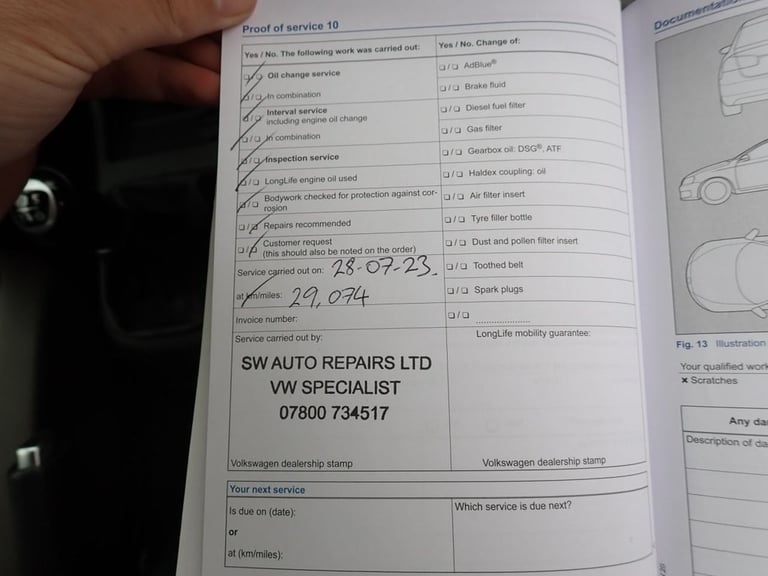 Proof of service 10
Yes / No. The following work was carried out:
❑/❑ Oil change service
❑/❑ In combination
❑/❑ Interval service
including engine oil change
❑/❑ In combination
❑/❑ Inspection service
❑/❑ LongLife engine oil used
❑/❑ Bodywork checked for protection against cor-
rosion
❑/❑ Repairs recommended
❑/❑ Customer request
(this should also be noted on the order)
Service carried out on: 28-07-23.
at km/miles: 29,074
Invoice number:
Service carried out by:
SW AUTO REPAIRS LTD
VW SPECIALIST
07800 734517
Volkswagen dealership stamp
Yes / No. Change of:
❑/❑ AdBlue®
❑/❑ Brake fluid
❑/❑ Diesel fuel filter
❑/❑ Gas filter
❑/❑ Gearbox oil: DSG®, ATF
❑/❑ Haldex coupling: oil
❑/❑ Air filter insert
❑/❑ Tyre filler bottle
❑/❑ Dust and pollen filter insert
❑/❑ Toothed belt
❑/❑ Spark plugs
❑/❑ ......................
LongLife mobility guarantee:
Volkswagen dealership stamp
Your next service
Is due on (date):
or
at (km/miles):
Which service is due next?
Fig. 13 Illustration
Your qualified work
× Scratches
Any da
Description of da